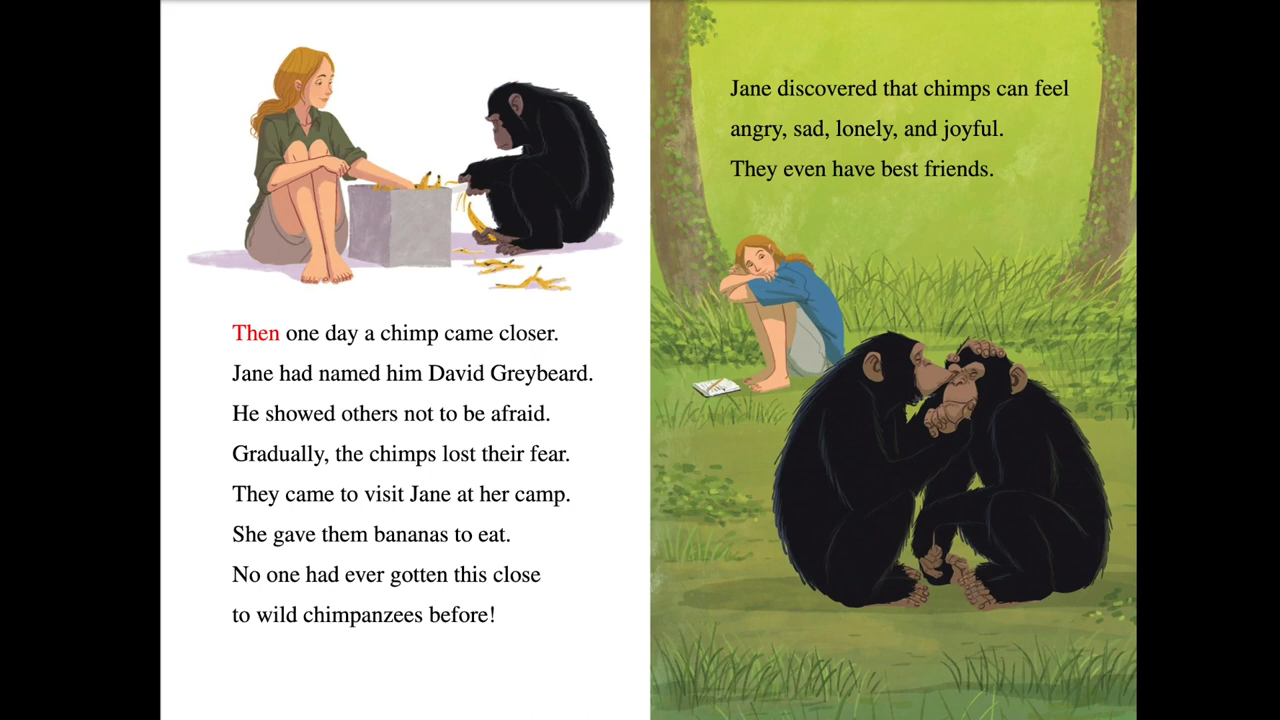 Then one day a chimp came closer.
Jane had named him David Greybeard.
He showed others not to be afraid.
Gradually, the chimps lost their fear.
They came to visit Jane at her camp.
She gave them bananas to eat.
No one had ever gotten this close
to wild chimpanzees before!
Jane discovered that chimps can feel
angry, sad, lonely, and joyful.
They even have best friends.